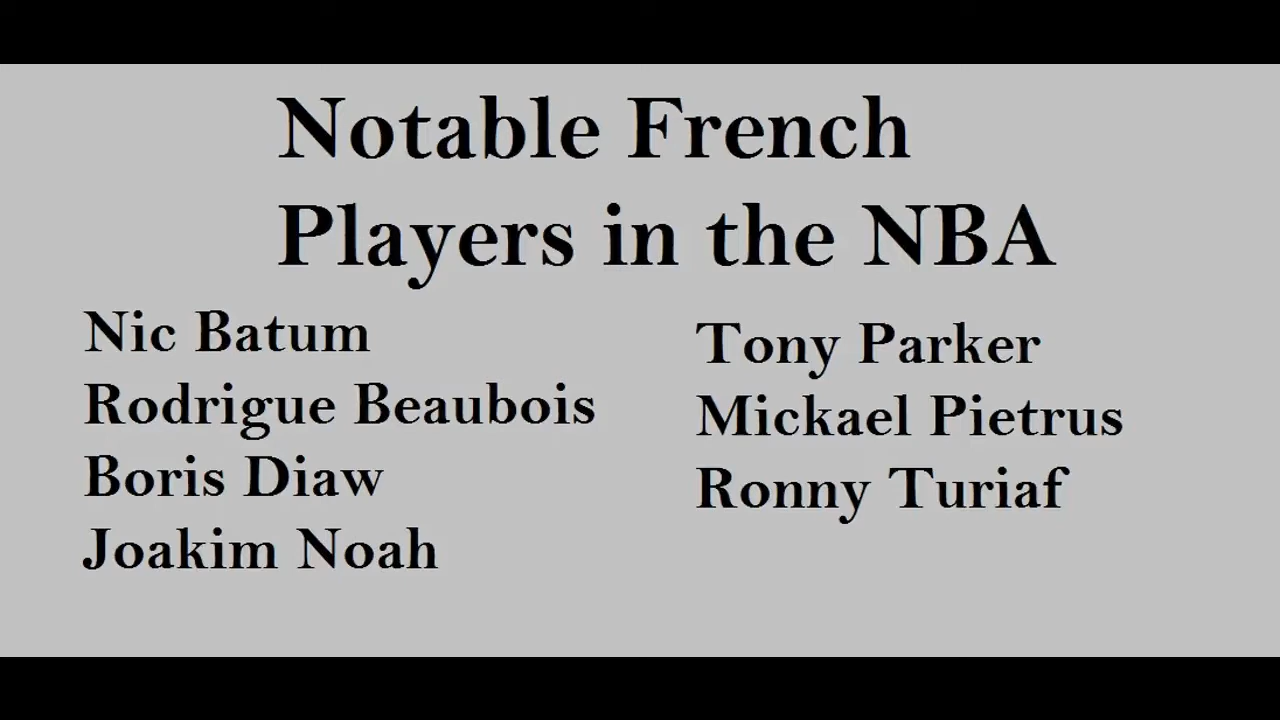 Notable French
Players in the NBA
Nic Batum
Rodrigue Beaubois
Boris Diaw
Joakim Noah
Tony Parker
Mickael Pietrus
Ronny Turiaf